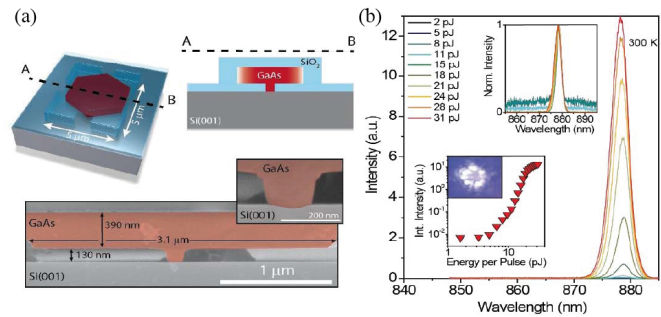 (a)
A
B
5 μm
A
B
SiO2
GaAs
Si(001)
GaAs
Si(001)
200 nm
GaAs
390 nm
3.1 μm
130 nm
Si(001)
1 μm
(b)
12
10
8
6
4
2
0
Intensity (a.u.)
840
850
860
870
880
Wavelength (nm)
2 pJ
5 pJ
8 pJ
11 pJ
15 pJ
18 pJ
21 pJ
24 pJ
28 pJ
31 pJ
300 K
1
0
Norm. Intensity
860
870
880
890
Wavelength (nm)
10¹
10⁰
10⁻¹
10⁻²
Int. Intensity (a.u.)
10
Energy per Pulse (pJ)